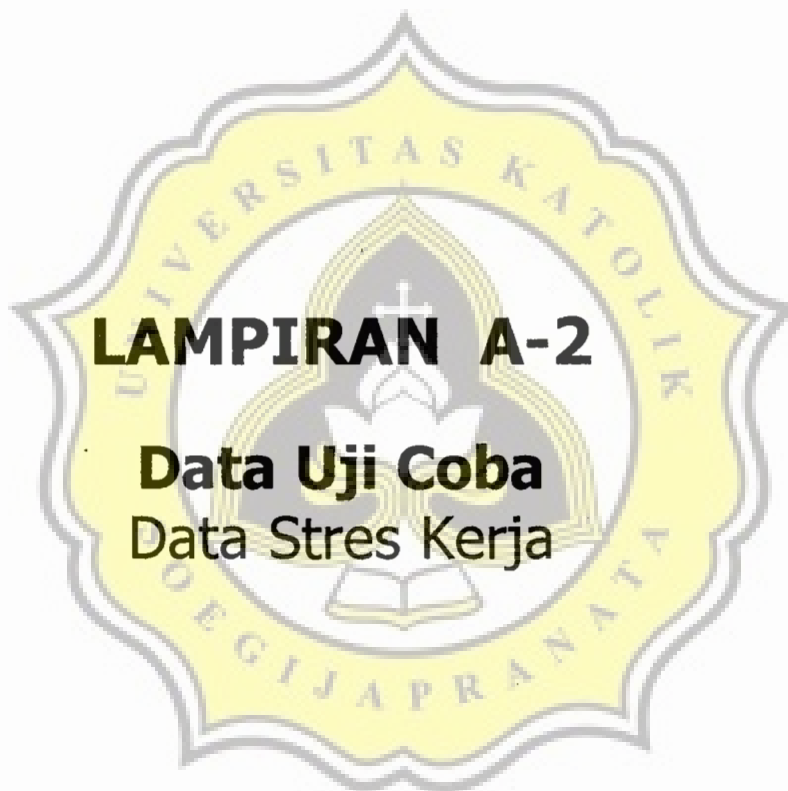 UNIVERSITAS KATOLIK
LAMPIRAN A-2
Data Uji Coba
Data Stres Kerja
SOEGIJAPRANATA